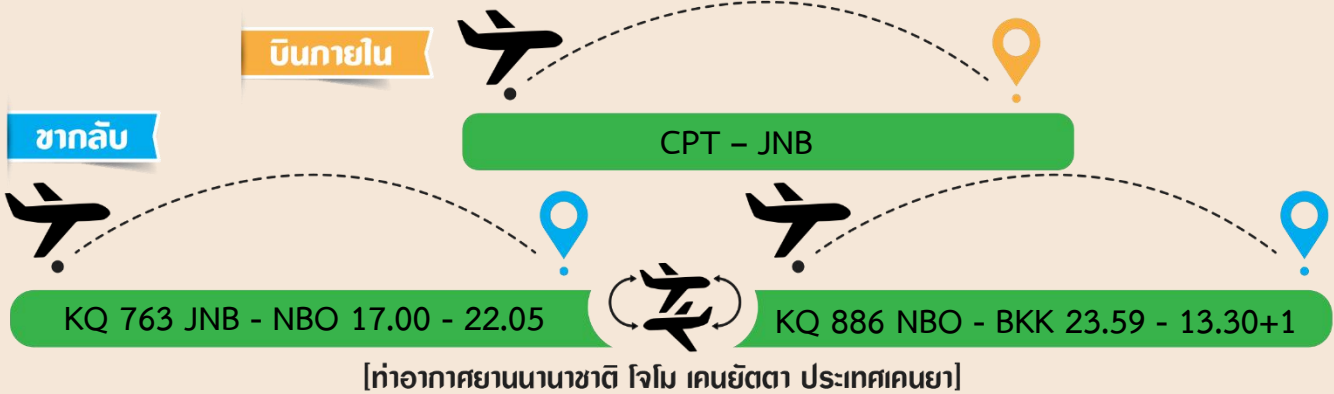 บินภายใน
CPT – JNB
ขากลับ
KQ 763 JNB - NBO 17.00 - 22.05
KQ 886 NBO - BKK 23.59 - 13.30+1
[ท่าอากาศยานนานาชาติ โจโม เคนยัตตา ประเทศเคนยา]